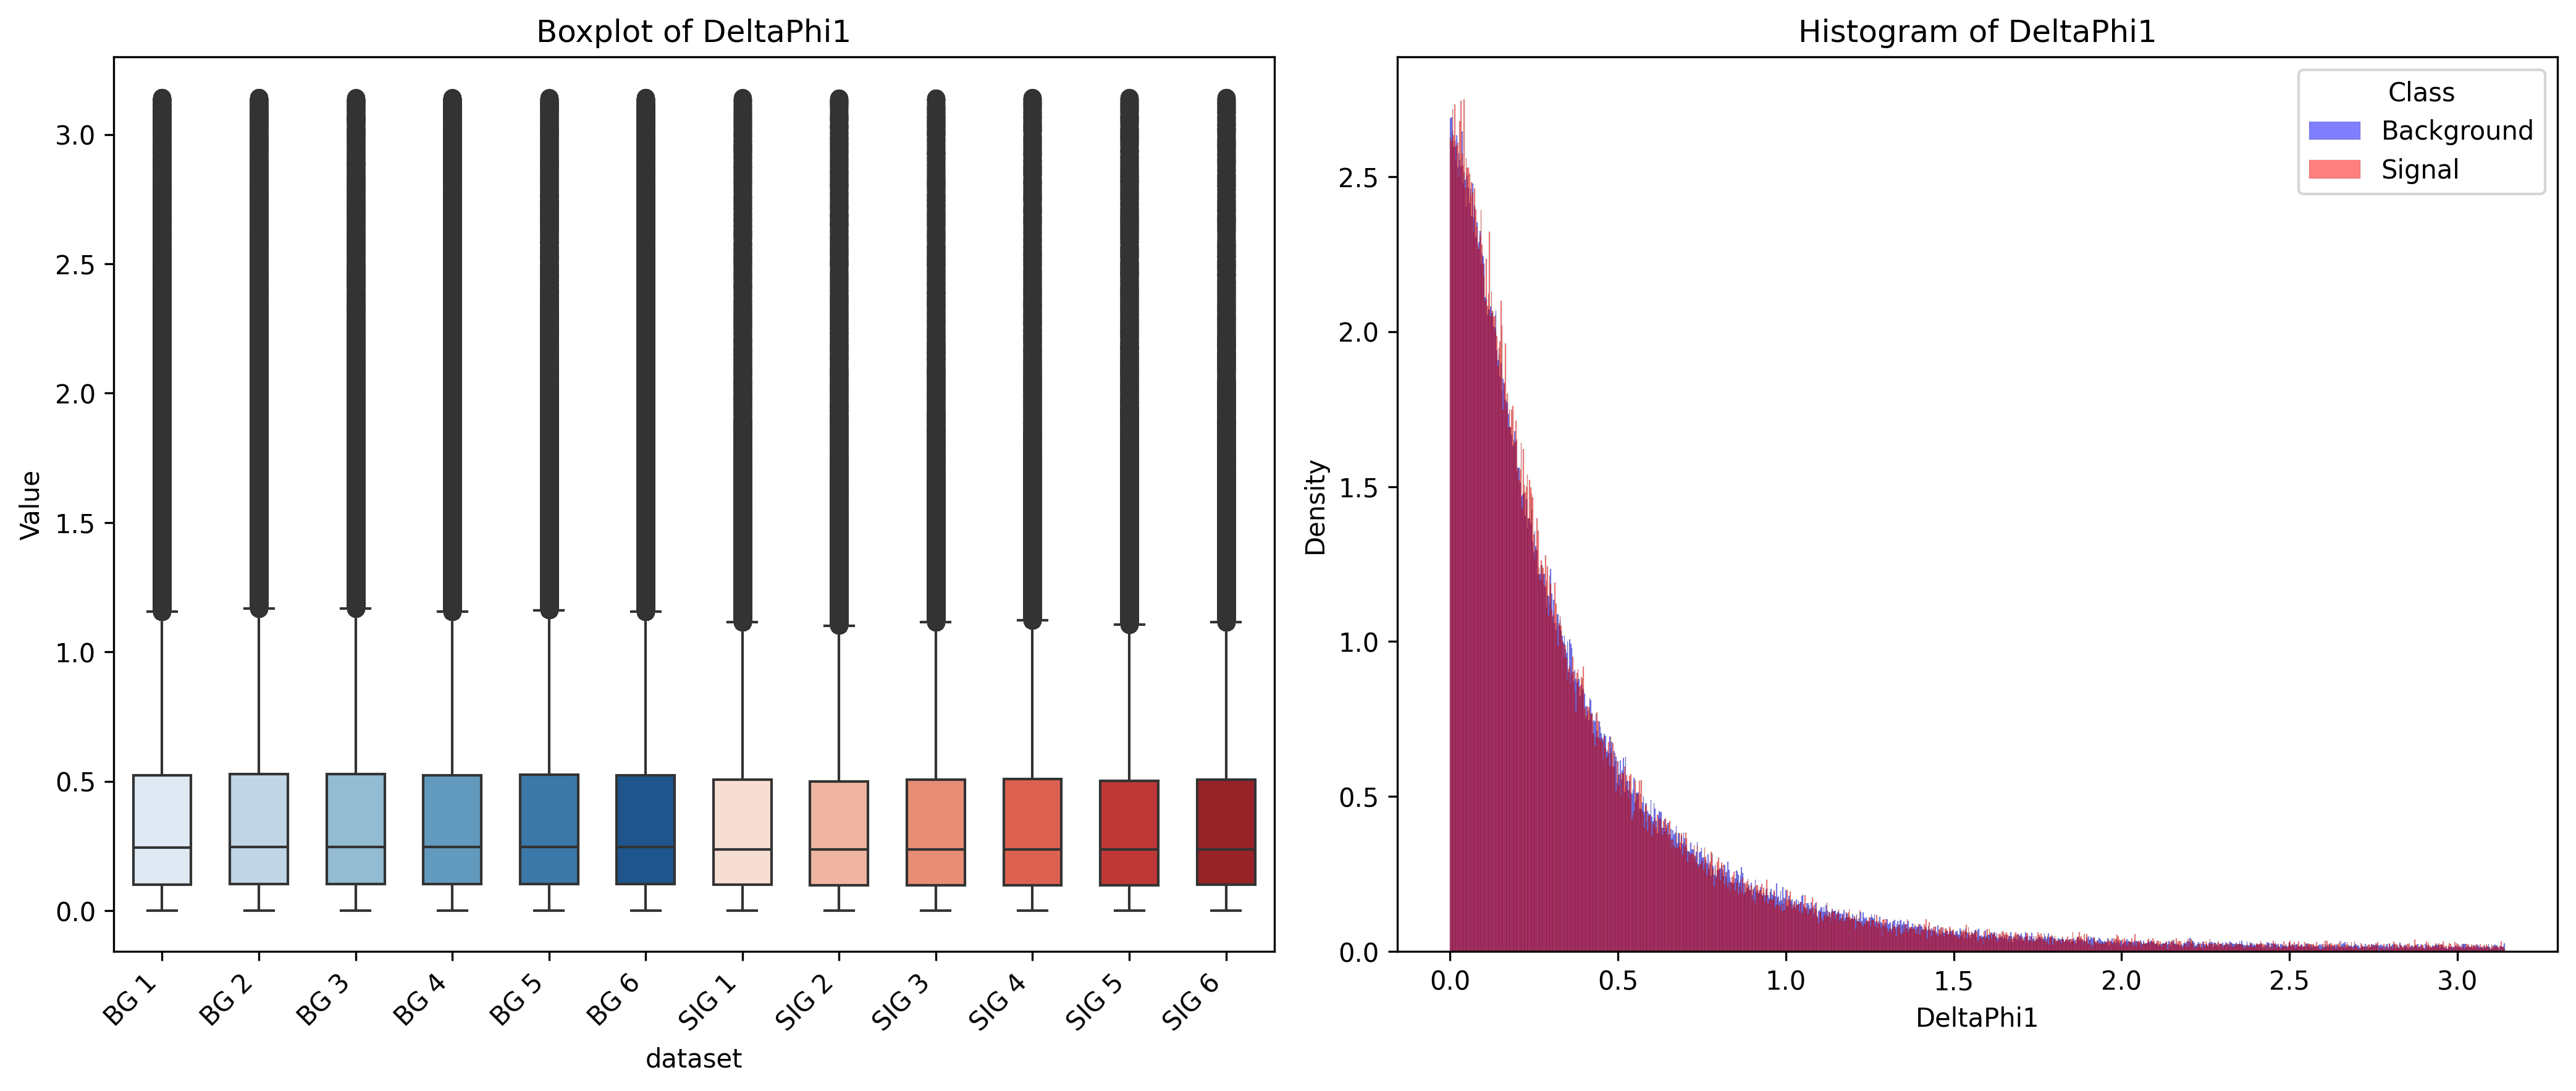 Boxplot of DeltaPhi1
Value
3.0
2.5
2.0
1.5
1.0
0.5
0.0
BG 1
BG 2
BG 3
BG 4
BG 5
BG 6
SIG 1
SIG 2
SIG 3
SIG 4
SIG 5
SIG 6
dataset
Histogram of DeltaPhi1
Class
Background
Signal
Density
2.5
2.0
1.5
1.0
0.5
0.0
0.0
0.5
1.0
1.5
2.0
2.5
3.0
DeltaPhi1